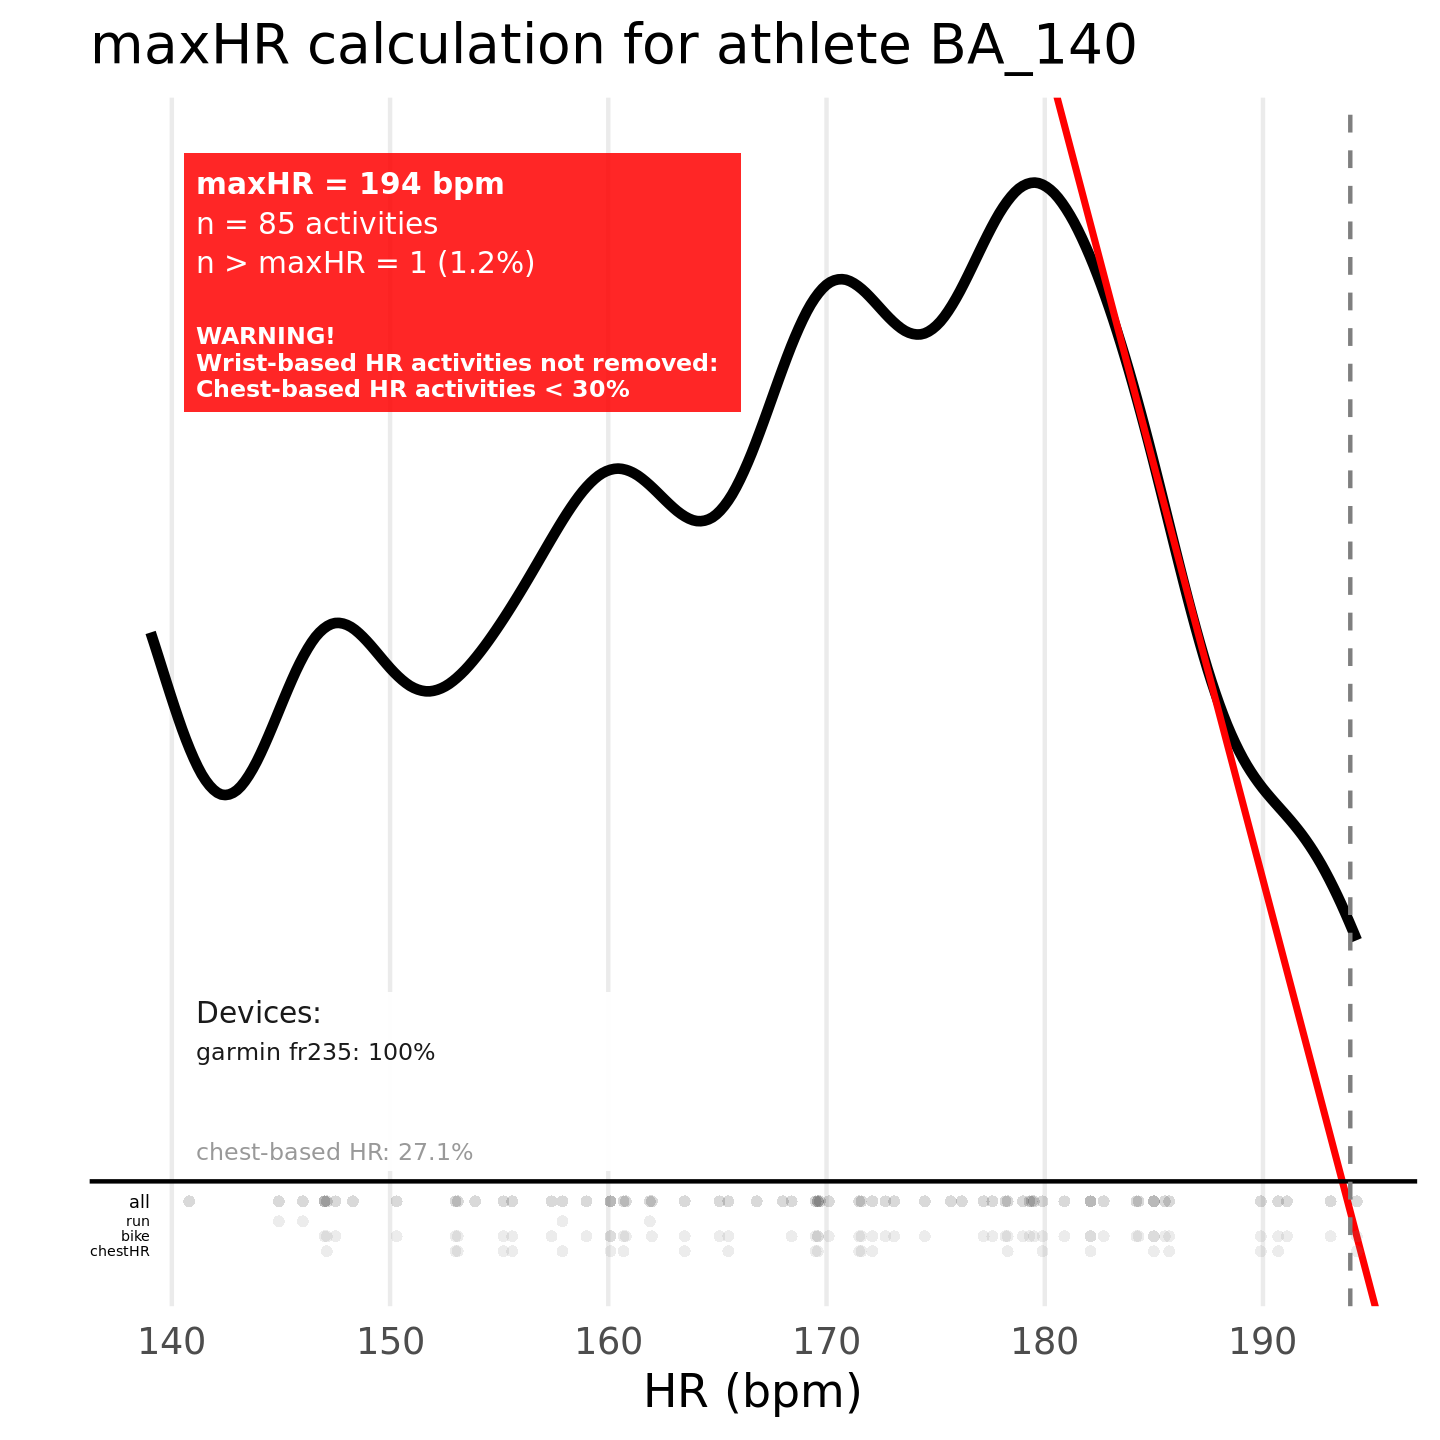 maxHR calculation for athlete BA_140
maxHR = 194 bpm
n = 85 activities
n > maxHR = 1 (1.2%)
WARNING!
Wrist-based HR activities not removed:
Chest-based HR activities < 30%
Devices:
garmin fr235: 100%
chest-based HR: 27.1%
all
run
bike
chestHR
140 150 160 170 180 190
HR (bpm)